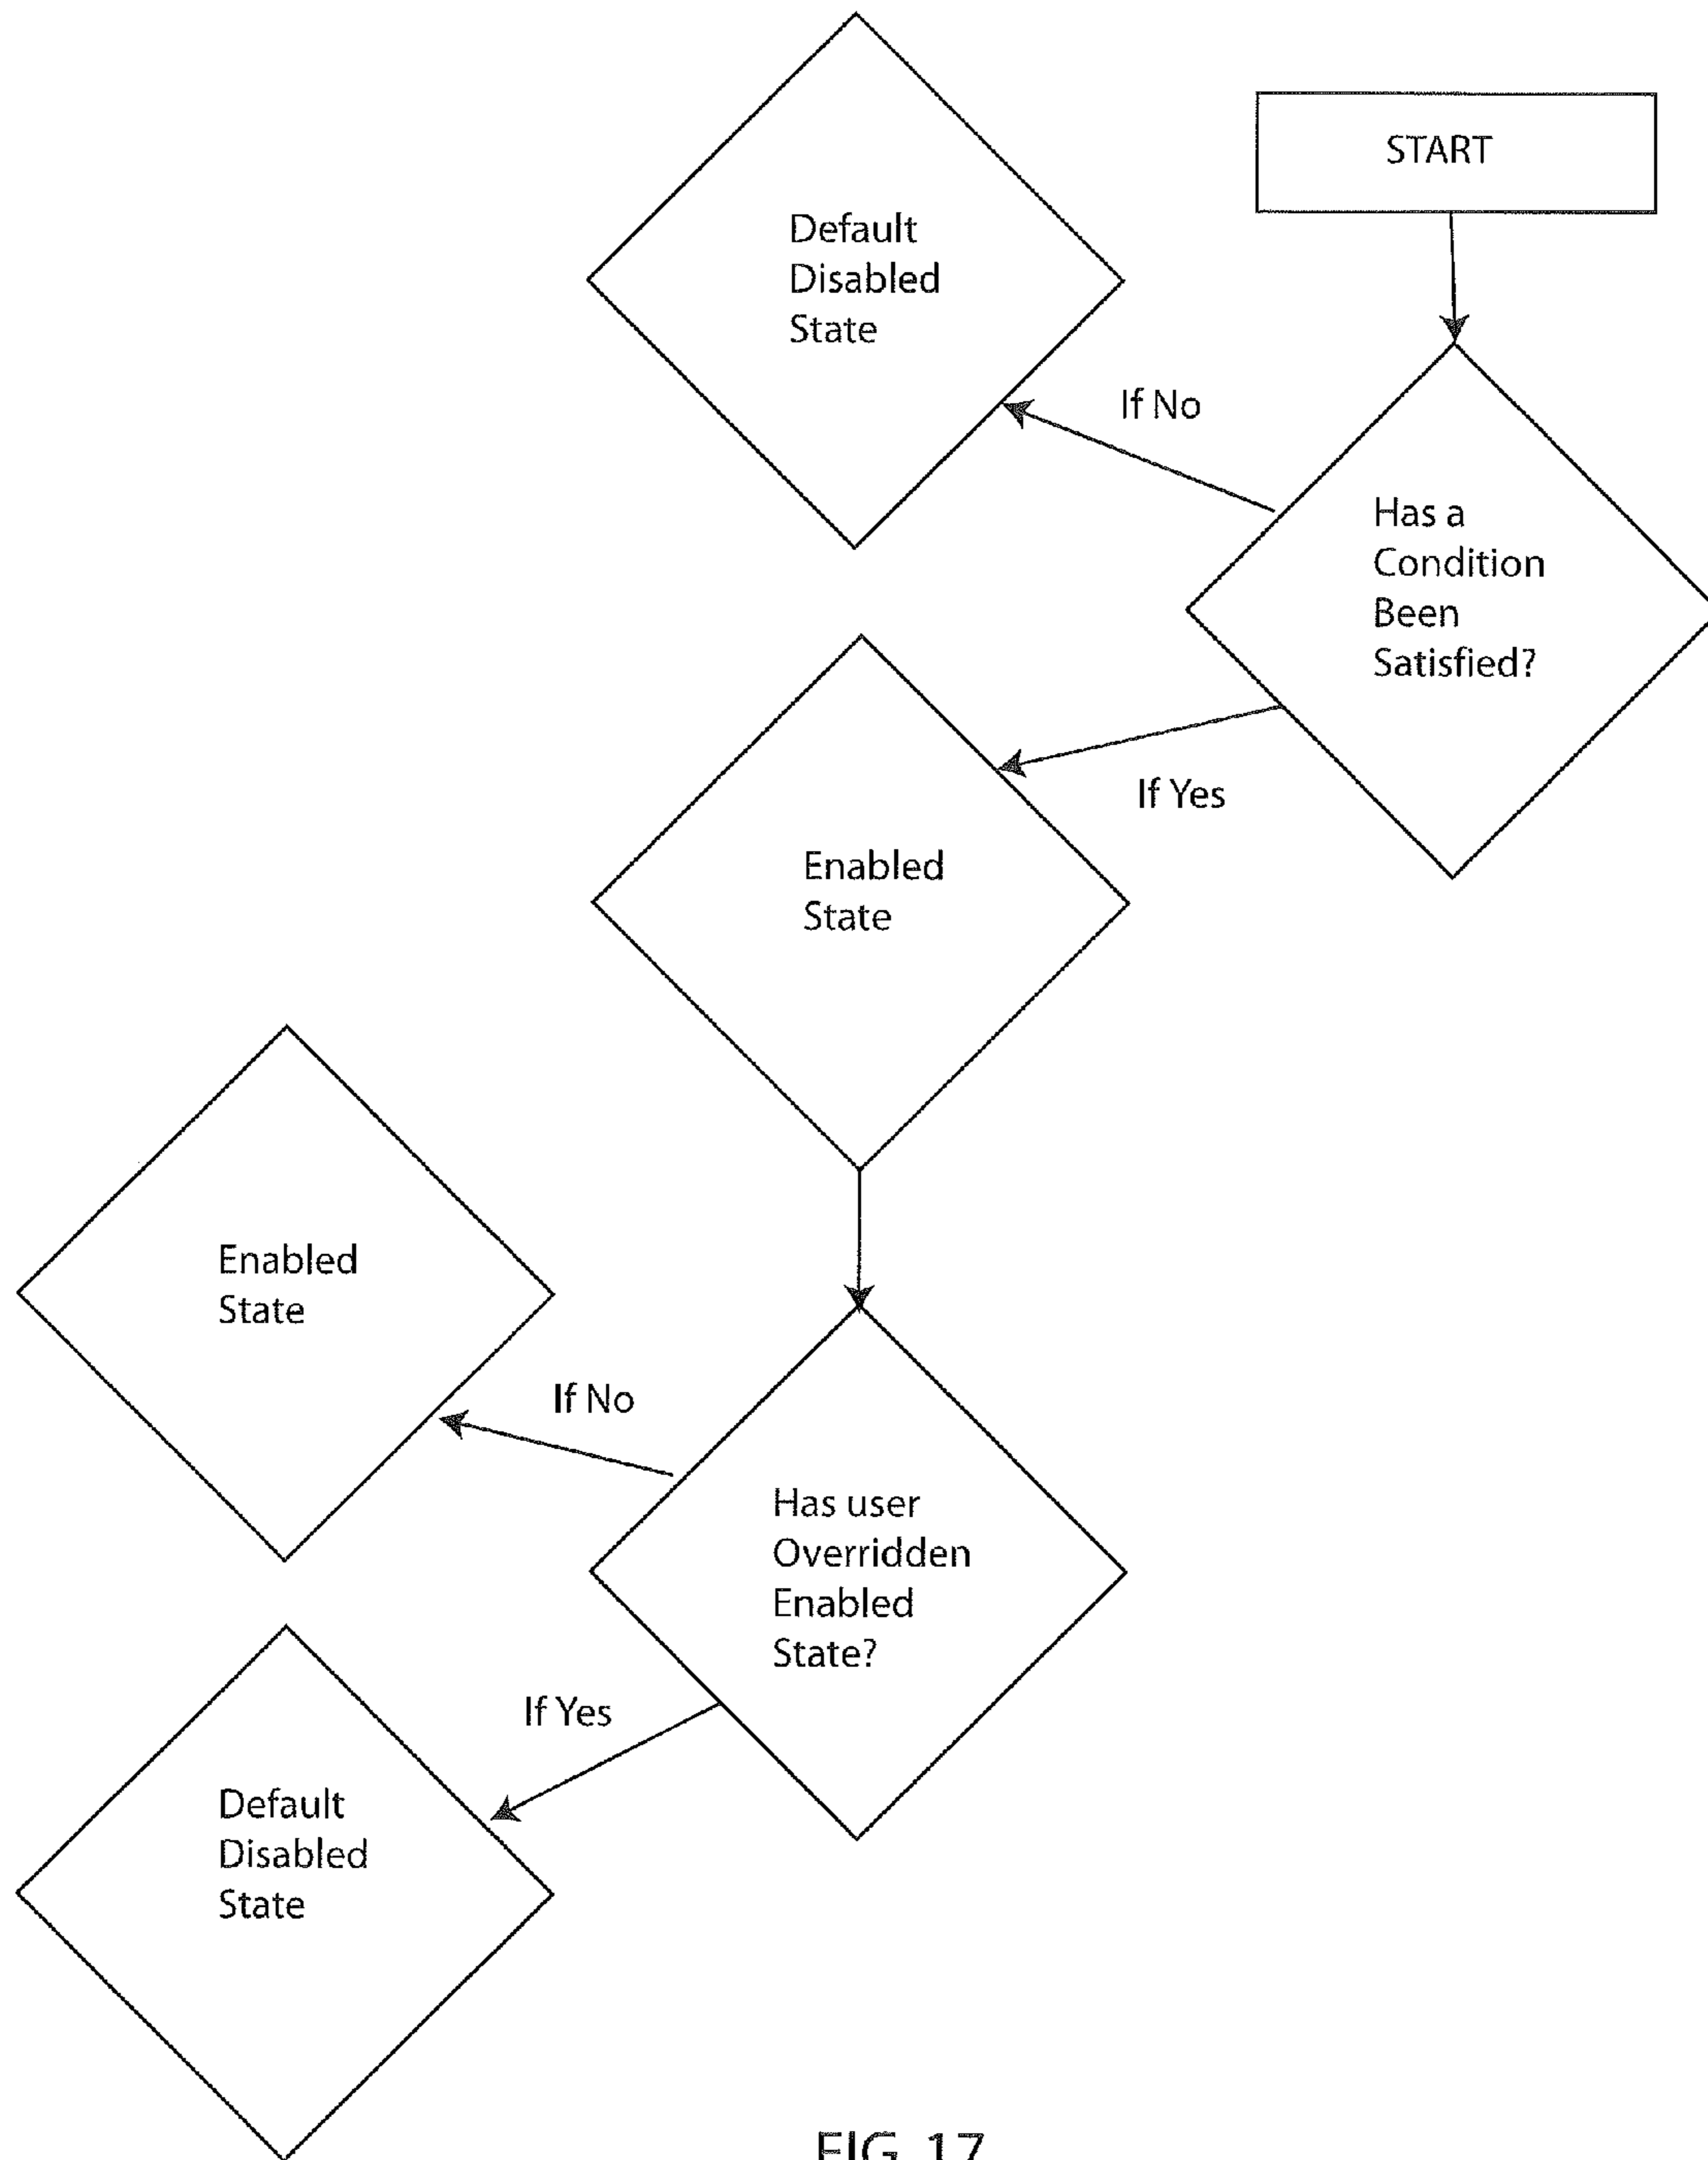 START
Default
Disabled
State
If No
Has a
Condition
Been
Satisfied?
If Yes
Enabled
State
Enabled
State
If No
Has user
Overridden
Enabled
State?
If Yes
Default
Disabled
State
FIG. 17